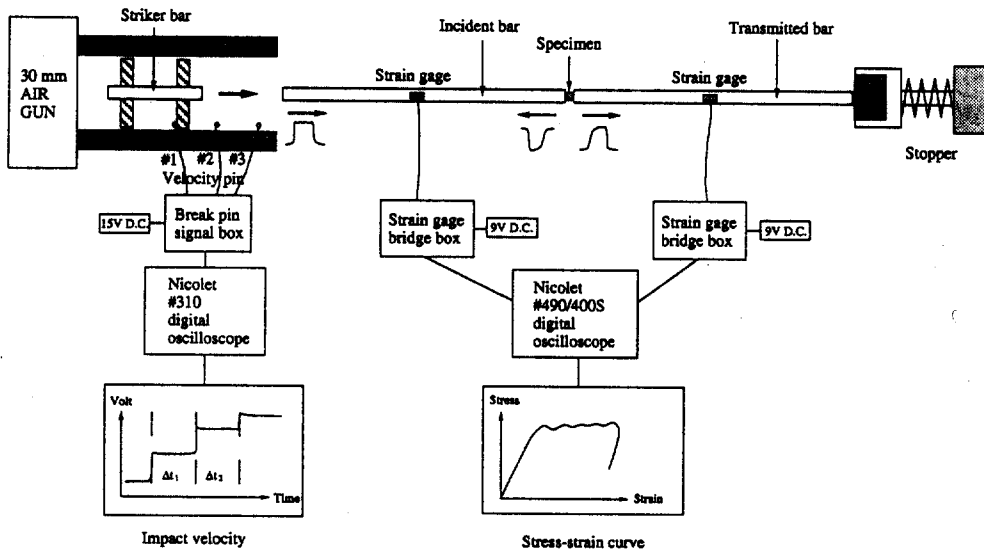 Striker bar
30 mm
AIR
GUN
Incident bar
Specimen
Transmitted bar
Strain gage
Strain gage
Stopper
#1 #2 #3
Velocity pin
15V D.C.
Break pin
signal box
Strain gage
bridge box
9V D.C.
Strain gage
bridge box
9V D.C.
Nicolet
#310
digital
oscilloscope
Nicolet
#490/400S
digital
oscilloscope
Volt
Δt₁ Δt₂
Time
Impact velocity
Stress
Strain
Stress-strain curve